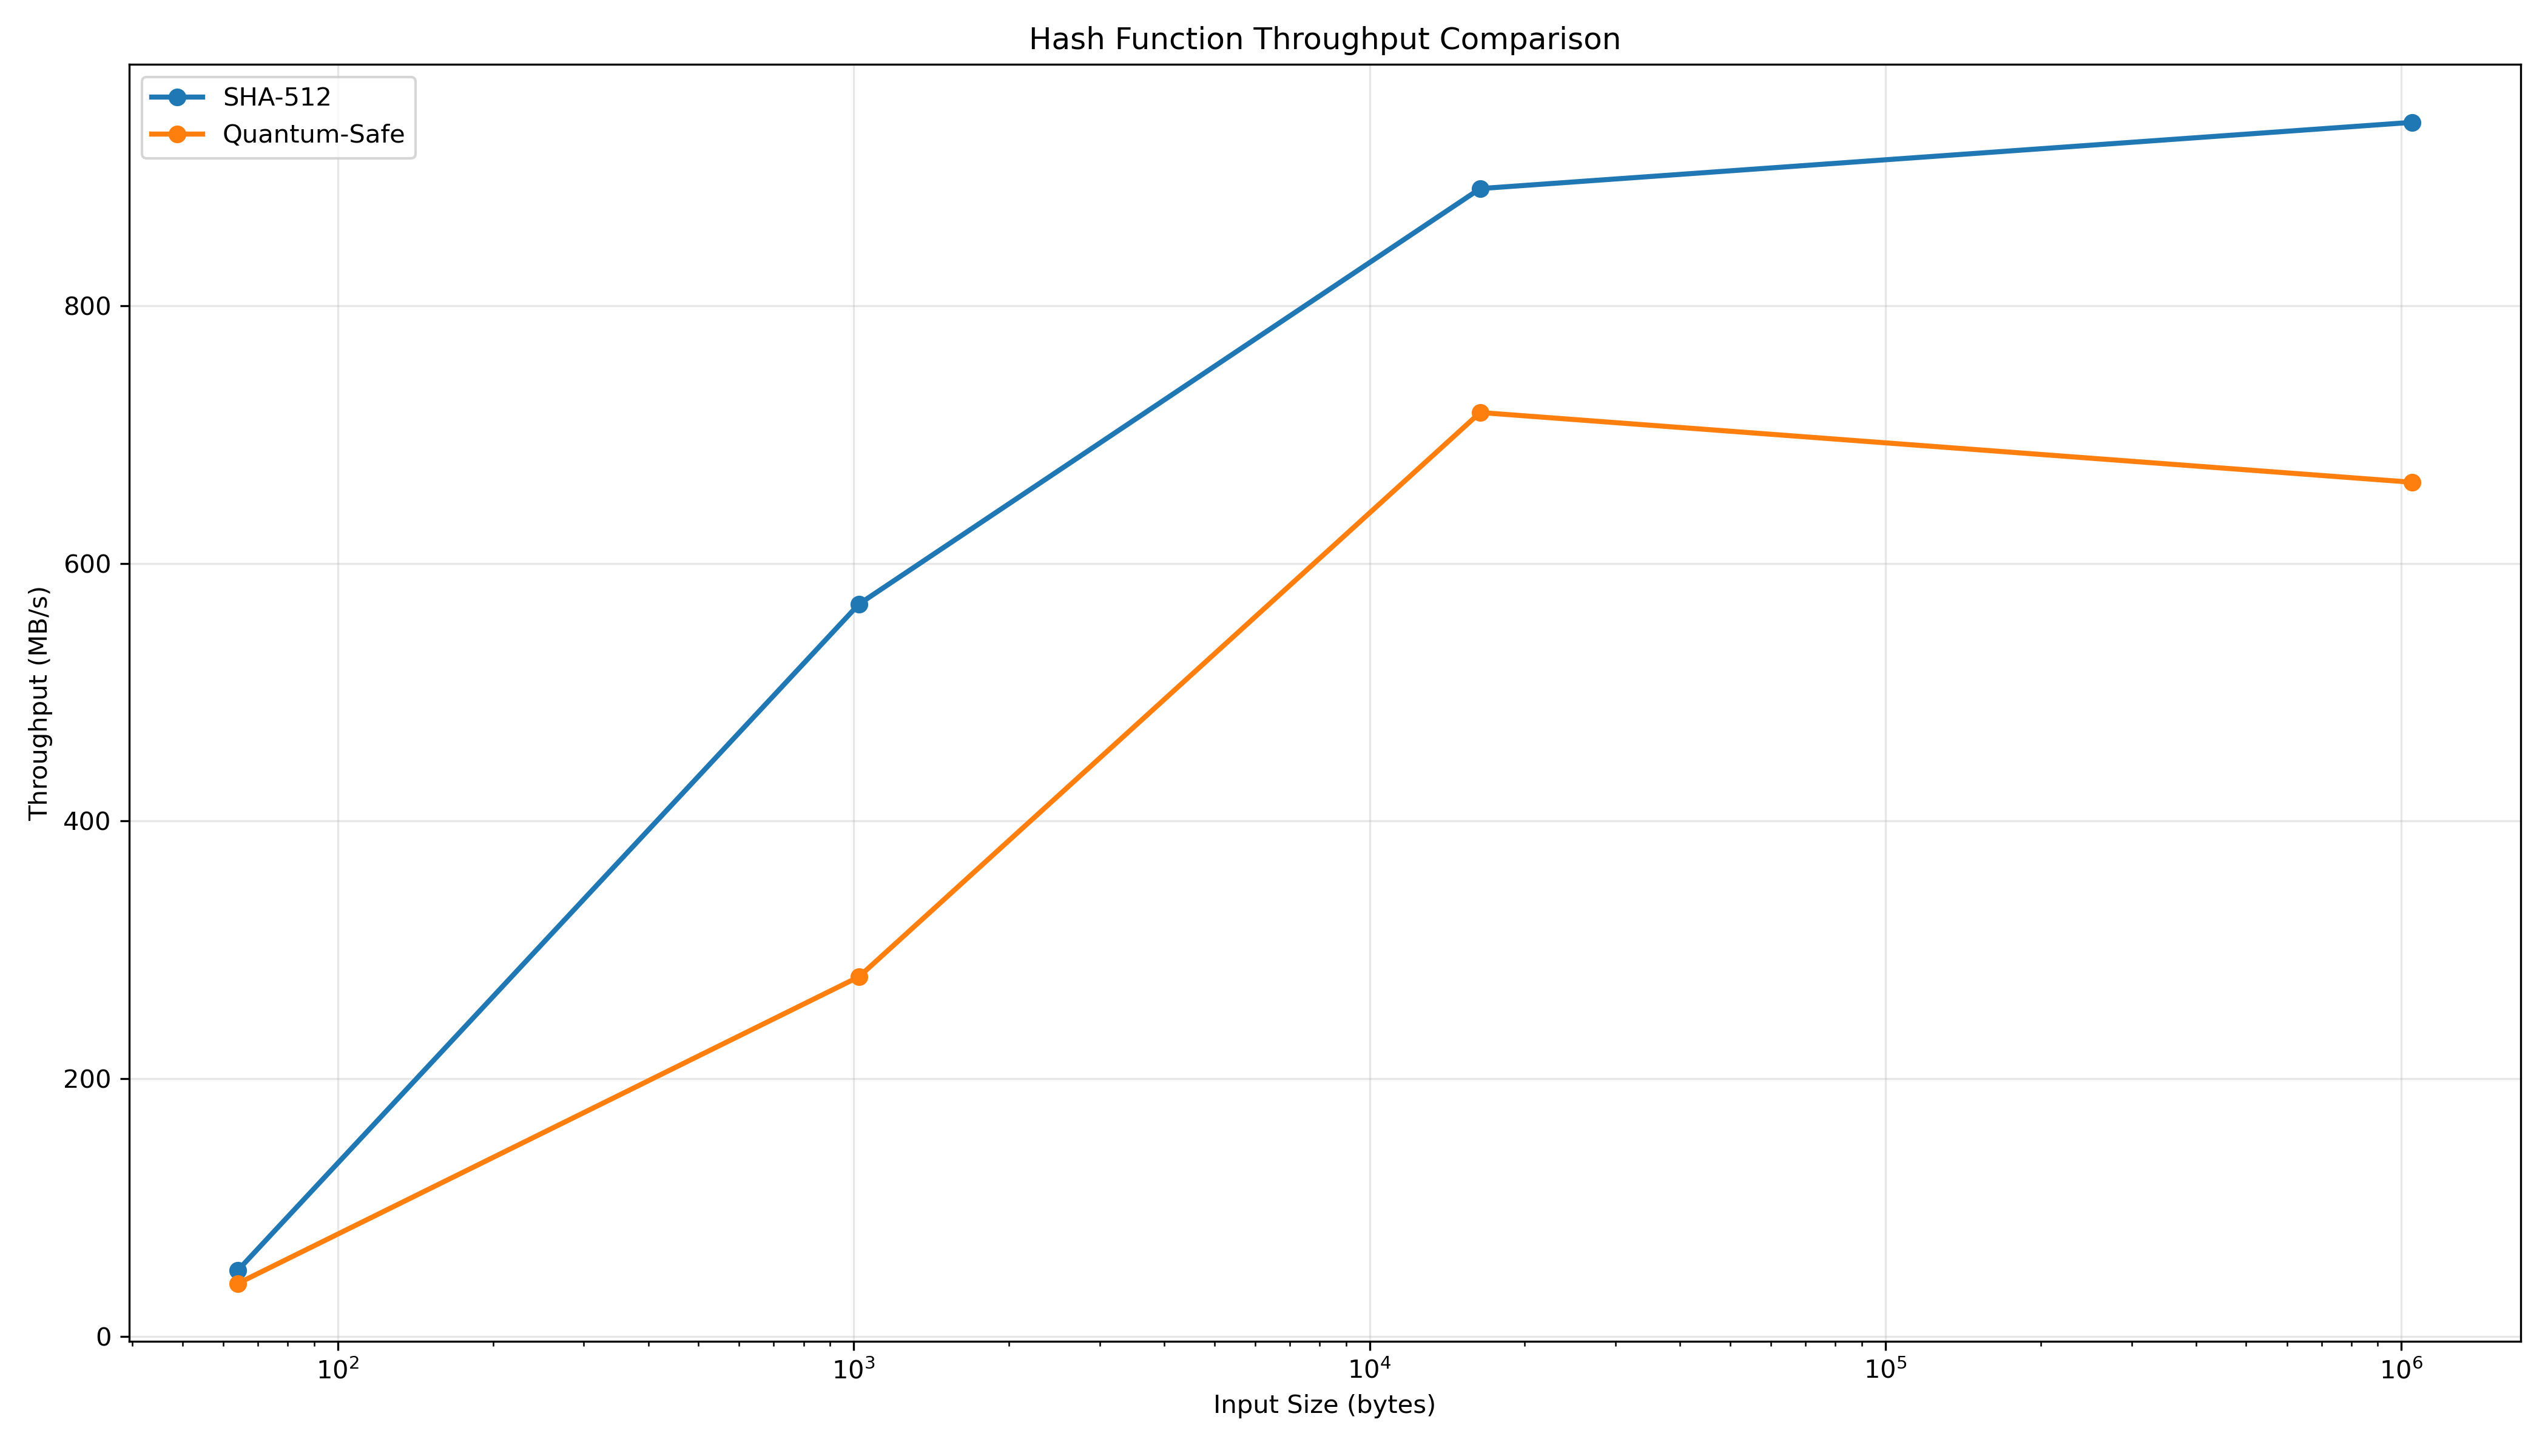 Hash Function Throughput Comparison
SHA-512
Quantum-Safe
Throughput (MB/s)
800
600
400
200
0
10²
10³
10⁴
10⁵
10⁶
Input Size (bytes)